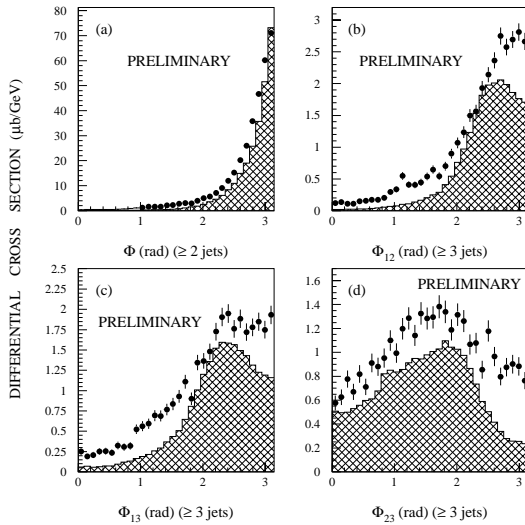 DIFFERENTIAL CROSS SECTION (μb/GeV)
(a)
PRELIMINARY
80
70
60
50
40
30
20
10
0
0 1 2 3
Φ (rad) (≥ 2 jets)
(b)
PRELIMINARY
3
2.5
2
1.5
1
0.5
0
0 1 2 3
Φ12 (rad) (≥ 3 jets)
(c)
PRELIMINARY
2.5
2.25
2
1.75
1.5
1.25
1
0.75
0.5
0.25
0
0 1 2 3
Φ13 (rad) (≥ 3 jets)
PRELIMINARY
(d)
1.6
1.4
1.2
1
0.8
0.6
0.4
0.2
0
0 1 2 3
Φ23 (rad) (≥ 3 jets)